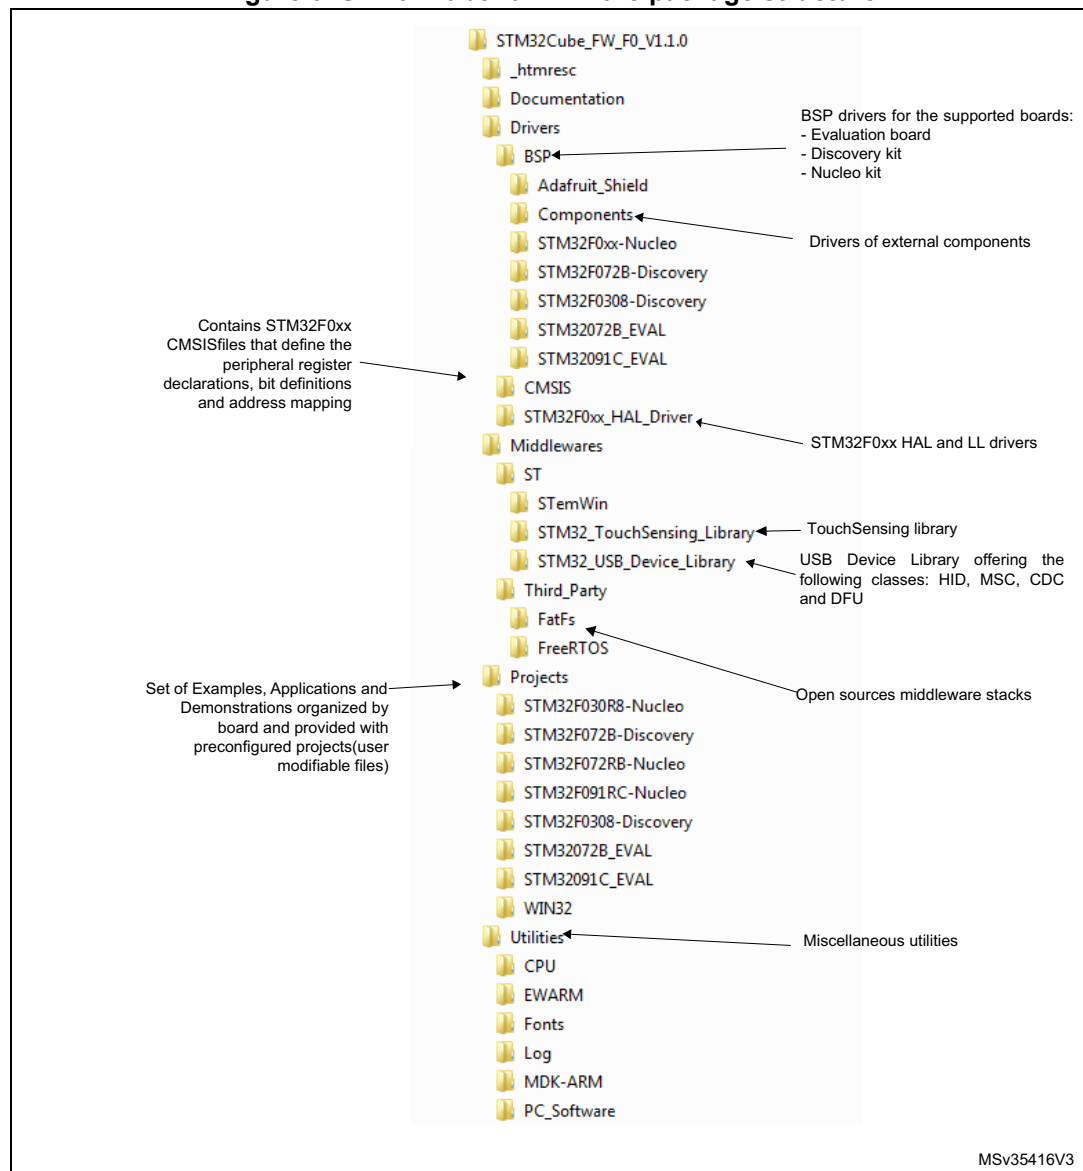 STM32Cube_FW_F0_V1.1.0
_htmresc
Documentation
Drivers
BSP
Adafruit_Shield
Components
STM32F0xx-Nucleo
STM32F072B-Discovery
STM32F0308-Discovery
STM32072B_EVAL
STM32091C_EVAL
CMSIS
STM32F0xx_HAL_Driver
Middlewares
ST
STemWin
STM32_TouchSensing_Library
STM32_USB_Device_Library
Third_Party
FatFs
FreeRTOS
Projects
STM32F030R8-Nucleo
STM32F072B-Discovery
STM32F072RB-Nucleo
STM32F091RC-Nucleo
STM32F0308-Discovery
STM32072B_EVAL
STM32091C_EVAL
WIN32
Utilities
CPU
EWARM
Fonts
Log
MDK-ARM
PC_Software
BSP drivers for the supported boards:
- Evaluation board
- Discovery kit
- Nucleo kit
Drivers of external components
Contains STM32F0xx
CMSISfiles that define the
peripheral register
declarations, bit definitions
and address mapping
STM32F0xx HAL and LL drivers
TouchSensing library
USB Device Library offering the
following classes: HID, MSC, CDC
and DFU
Open sources middleware stacks
Set of Examples, Applications and
Demonstrations organized by
board and provided with
preconfigured projects(user
modifiable files)
Miscellaneous utilities
MSv35416V3